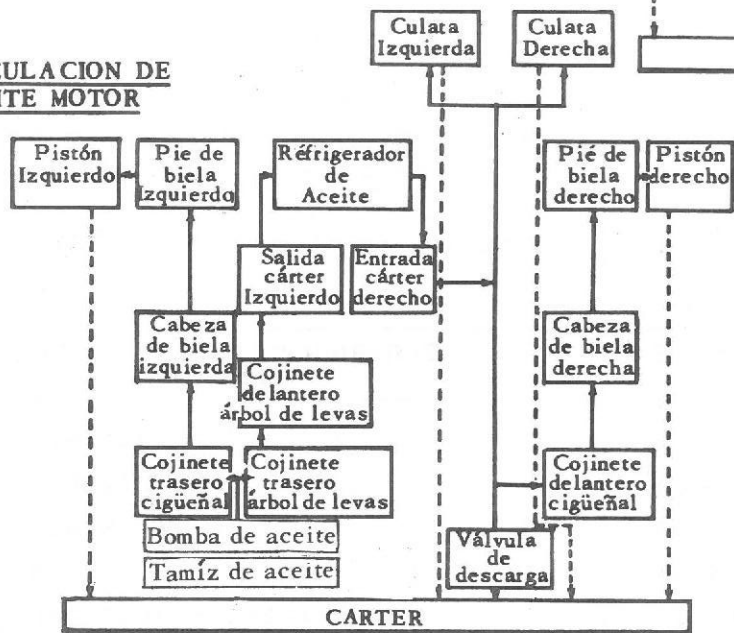 Culata
Izquierda
Culata
Derecha
ULACION DE
ITE MOTOR
Pistón
Izquierdo
Pie de
biela
Izquierdo
Réfrigerador
de
Aceite
Pié de
biela
derecho
Pistón
derecho
Salida
cárter
Izquierdo
Entrada
cárter
derecho
Cabeza
de biela
izquierda
Cabeza
de biela
derecha
Cojinete
delantero
árbol de levas
Cojinete
trasero
cigüeñal
Cojinete
trasero
árbol de levas
Cojinete
delantero
cigüeñal
Bomba de aceite
Tamíz de aceite
Válvula
de
descarga
CARTER